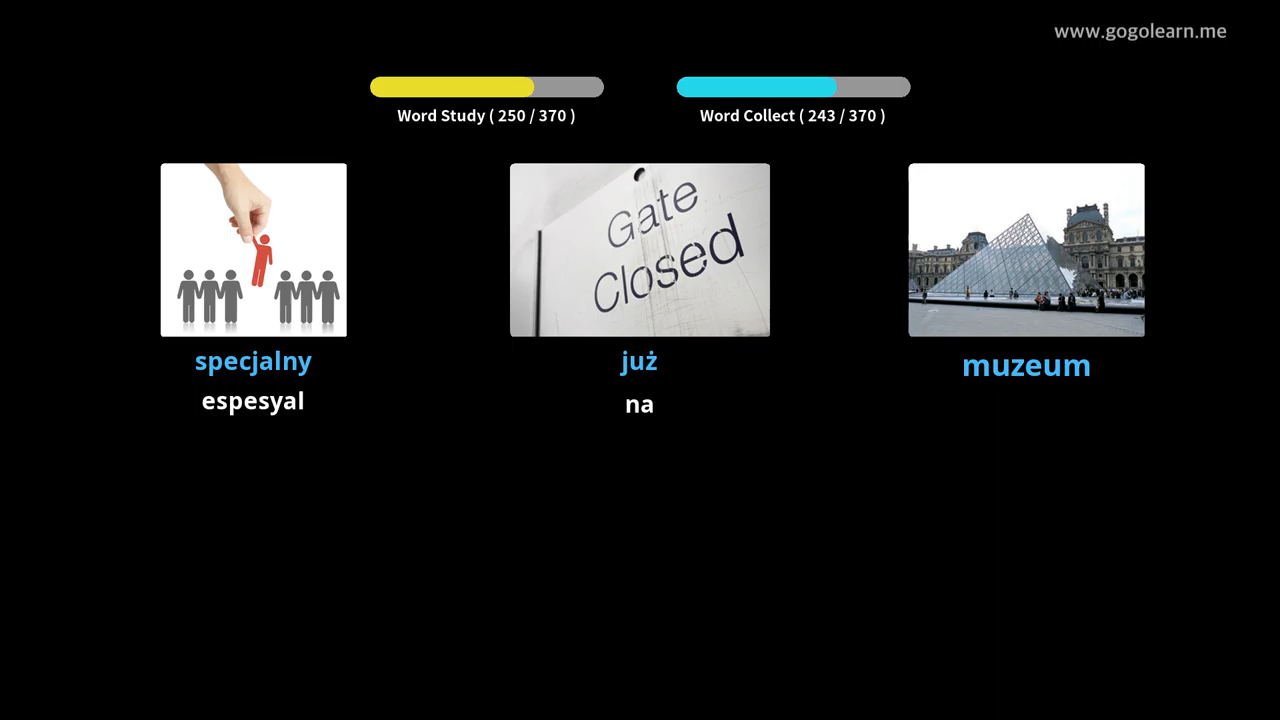 www.gogolearn.me
Word Study ( 250 / 370 )
Word Collect ( 243 / 370 )
Gate
Closed
specjalny
już
muzeum
espesyal
na